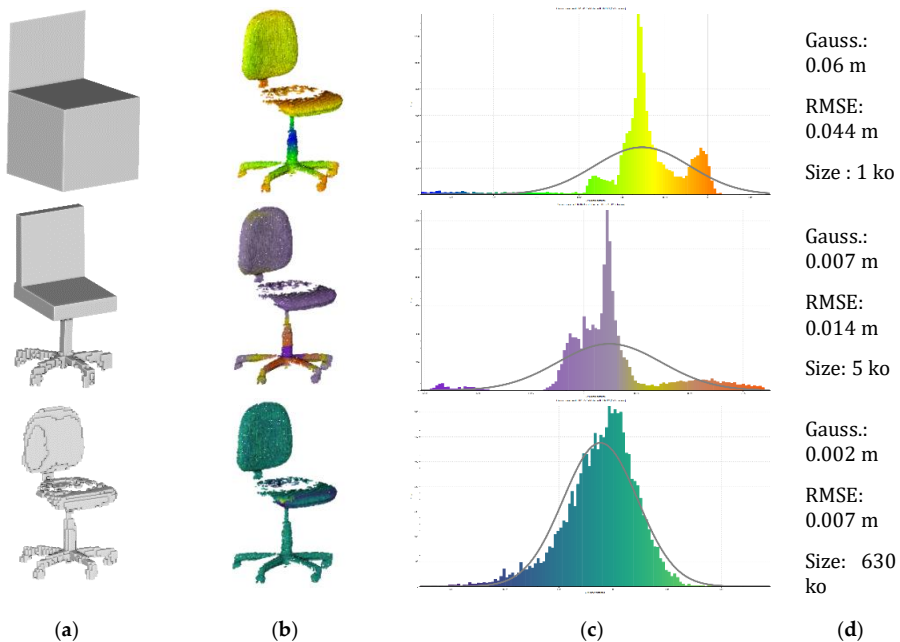 Gauss.:
0.06 m
RMSE:
0.044 m
Size : 1 ko
Gauss.:
0.007 m
RMSE:
0.014 m
Size: 5 ko
Gauss.:
0.002 m
RMSE:
0.007 m
Size: 630
ko
(a) (b) (c) (d)